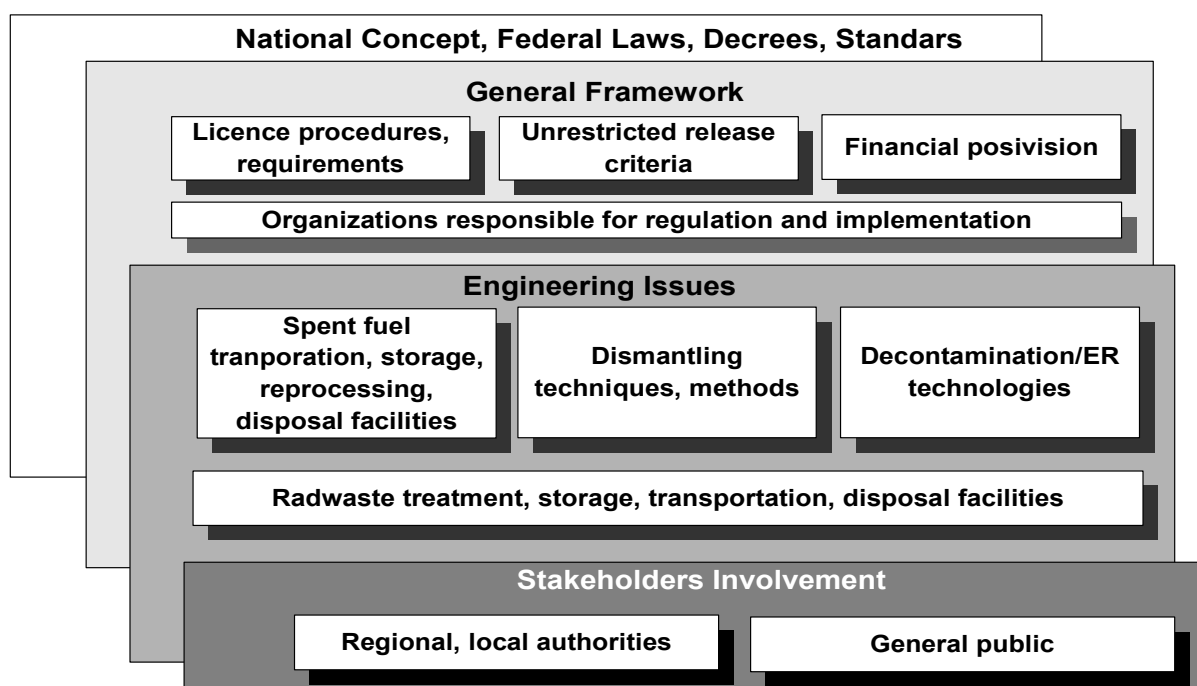 National Concept, Federal Laws, Decrees, Standars
General Framework
Licence procedures,
requirements
Unrestricted release
criteria
Financial posivision
Organizations responsible for regulation and implementation
Engineering Issues
Spent fuel
tranporation, storage,
reprocessing,
disposal facilities
Dismantling
techniques, methods
Decontamination/ER
technologies
Radwaste treatment, storage, transportation, disposal facilities
Stakeholders Involvement
Regional, local authorities
General public